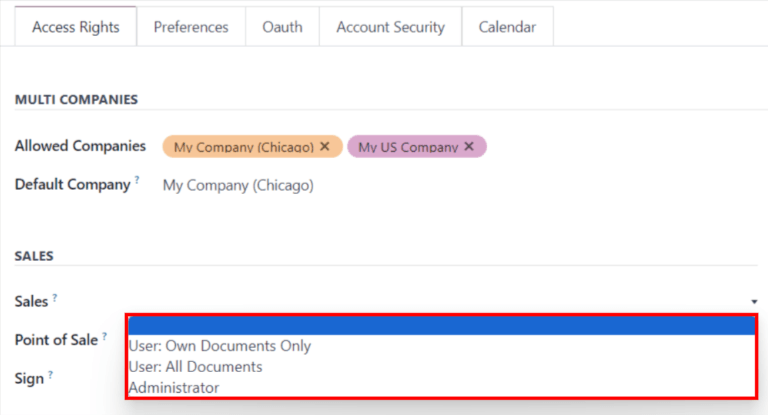 Access Rights Preferences Oauth Account Security Calendar
MULTI COMPANIES
Allowed Companies My Company (Chicago) ✕ My US Company ✕
Default Company ? My Company (Chicago)
SALES
Sales ?
Point of Sale ?
User: Own Documents Only
User: All Documents
Sign ?
Administrator